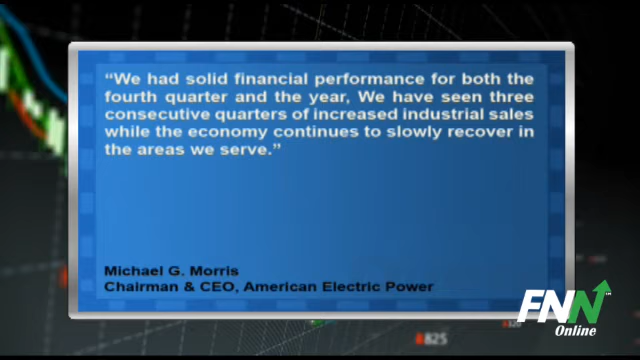 “We had solid financial performance for both the
fourth quarter and the year, We have seen three
consecutive quarters of increased industrial sales
while the economy continues to slowly recover in
the areas we serve.”
Michael G. Morris
Chairman & CEO, American Electric Power
FNN
Online
825